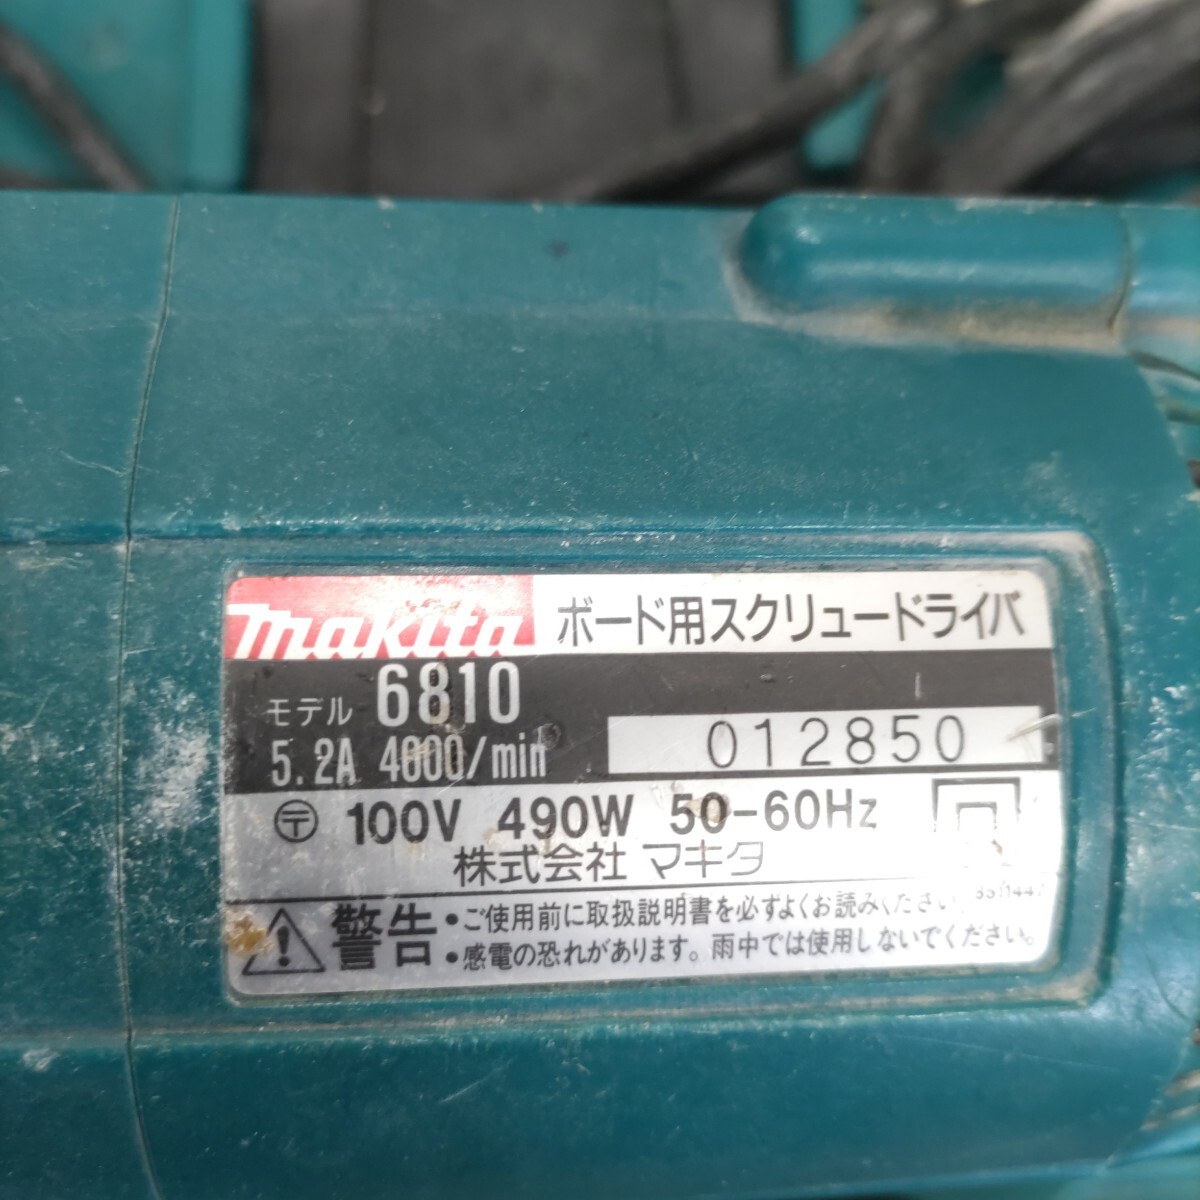 makita ボード用スクリュードライバ
モデル 6810
5.2A 4000/min 012850
〶 100V 490W 50-60Hz
株式会社 マキタ
警告 •ご使用前に取扱説明書を必ずよくお読みください。
•感電の恐れがあります。雨中では使用しないでください。